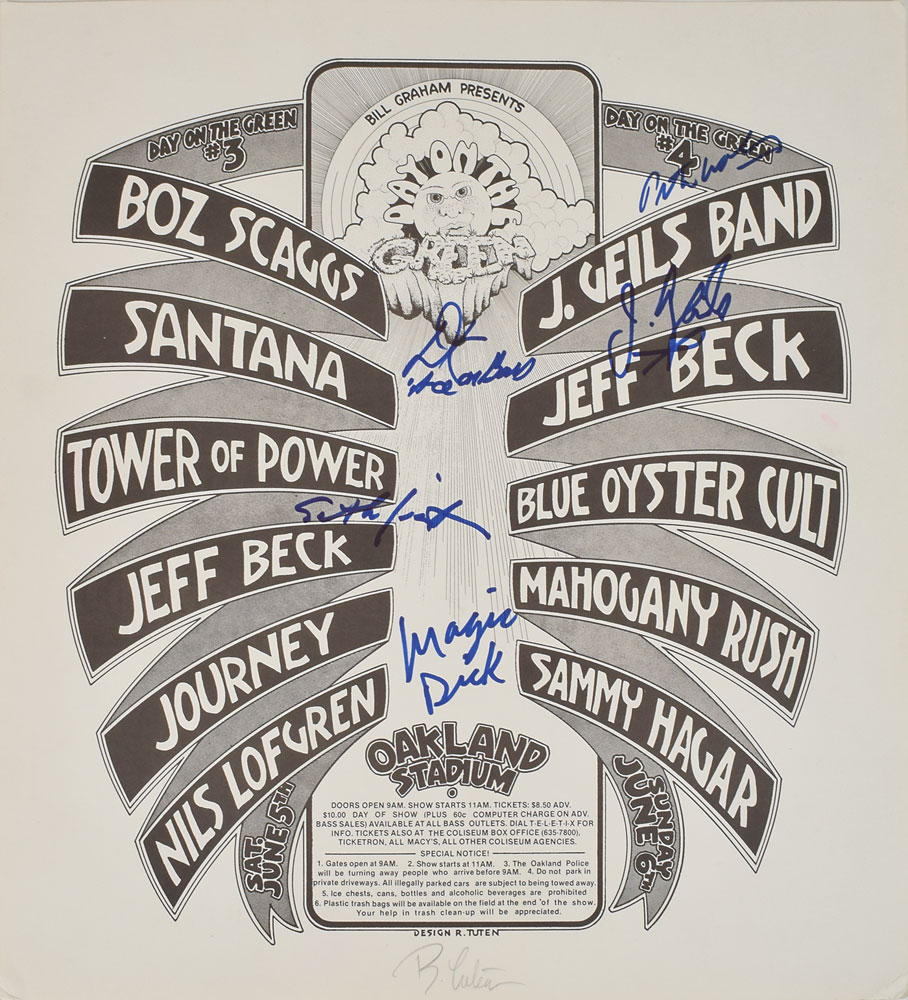 BILL GRAHAM PRESENTS
DAY ON THE
GREEN
DAY ON THE GREEN
#3
BOZ SCAGGS
SANTANA
TOWER OF POWER
JEFF BECK
JOURNEY
NILS LOFGREN
SAT.
JUNE 5TH
DAY ON THE GREEN
#4
J. GEILS BAND
JEFF BECK
BLUE OYSTER CULT
MAHOGANY RUSH
SAMMY HAGAR
SUNDAY
JUNE 6TH
J. Geils
Magic
Dick
OAKLAND
STADIUM
DOORS OPEN 9AM. SHOW STARTS 11AM. TICKETS: $8.50 ADV.
$10.00 DAY OF SHOW (PLUS 60c COMPUTER CHARGE ON ADV.
BASS SALES) AVAILABLE AT ALL BASS OUTLETS. DIAL T-E-L-E-T-I-X FOR
INFO. TICKETS ALSO AT THE COLISEUM BOX OFFICE (635-7800),
TICKETRON, ALL MACY'S, ALL OTHER COLISEUM AGENCIES.
SPECIAL NOTICE!
1. Gates open at 9AM. 2. Show starts at 11AM. 3. The Oakland Police
will be turning away people who arrive before 9AM. 4. Do not park in
private driveways. All illegally parked cars are subject to being towed away.
5. Ice chests, cans, bottles and alcoholic beverages are prohibited
6. Plastic trash bags will be available on the field at the end of the show.
Your help in trash clean-up will be appreciated.
DESIGN R. TUTEN
R. Tuten